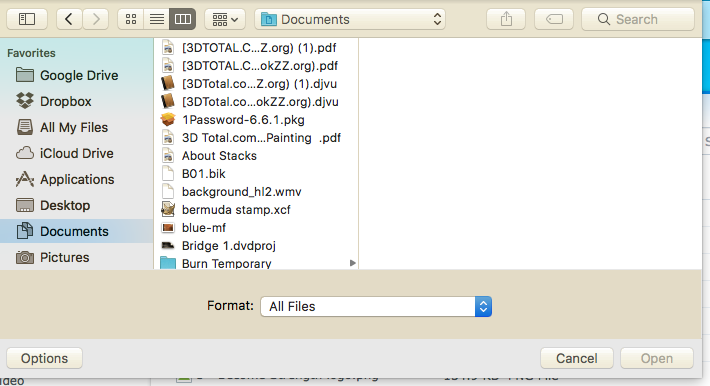 Documents
Search
Favorites
Google Drive
Dropbox
All My Files
iCloud Drive
Applications
Desktop
Documents
Pictures
[3DTOTAL.C...Z.org) (1).pdf
[3DTOTAL.C...okZZ.org).pdf
[3DTotal.co...Z.org) (1).djvu
[3DTotal.co...okZZ.org).djvu
1Password-6.6.1.pkg
3D Total.com...Painting .pdf
About Stacks
B01.bik
background_hl2.wmv
bermuda stamp.xcf
blue-mf
Bridge 1.dvdproj
Burn Temporary
Format: All Files
Options
Cancel
Open